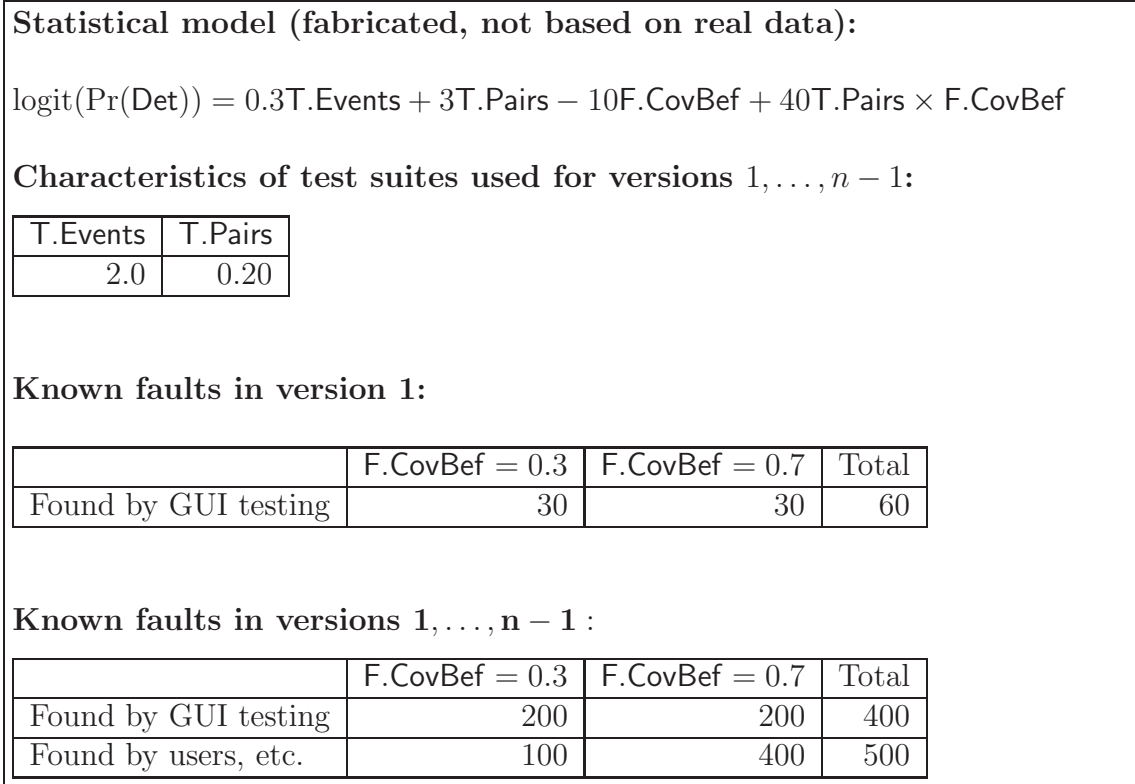 Statistical model (fabricated, not based on real data):
logit(Pr(Det)) = 0.3T.Events + 3T.Pairs − 10F.CovBef + 40T.Pairs × F.CovBef
Characteristics of test suites used for versions 1, . . . , n − 1:
T.Events T.Pairs
2.0 0.20
Known faults in version 1:
F.CovBef = 0.3 F.CovBef = 0.7 Total
Found by GUI testing 30 30 60
Known faults in versions 1, . . . , n − 1 :
F.CovBef = 0.3 F.CovBef = 0.7 Total
Found by GUI testing 200 200 400
Found by users, etc. 100 400 500